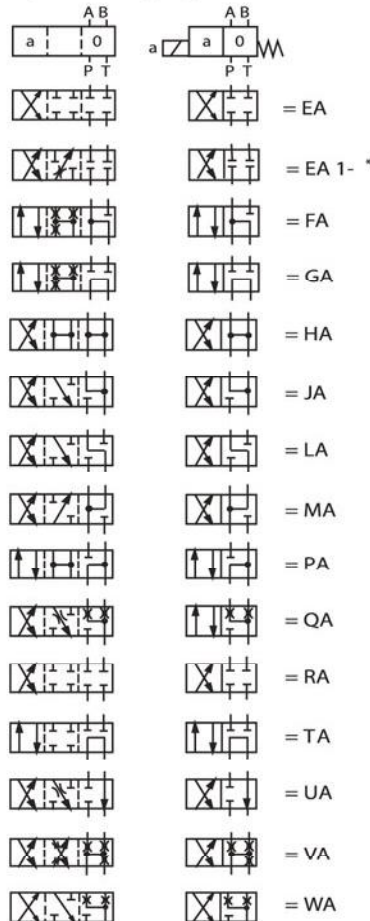 A B A B
a 0 a a 0
P T P T
= EA
= EA 1- *
= FA
= GA
= HA
= JA
= LA
= MA
= PA
= QA
= RA
= TA
= UA
= VA
= WA